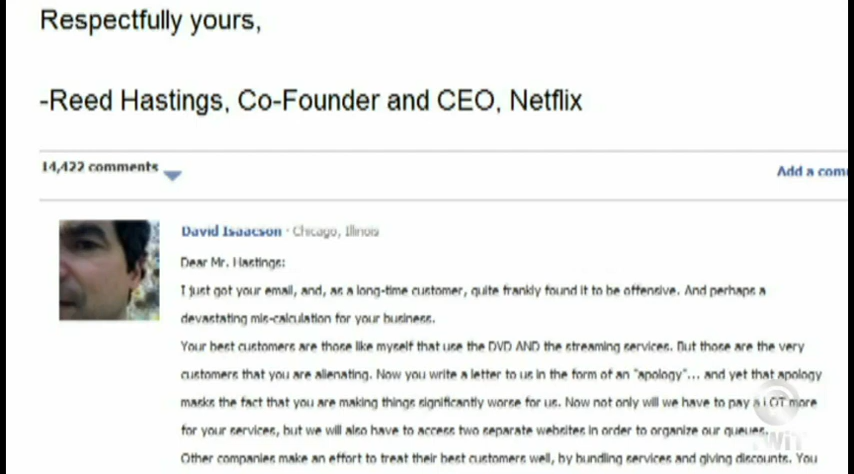 Respectfully yours,
-Reed Hastings, Co-Founder and CEO, Netflix
14,422 comments
Add a com
David Isaacson · Chicago, Illinois
Dear Mr. Hastings:
I just got your email, and, as a long-time customer, quite frankly found it to be offensive. And perhaps a
devastating mis-calculation for your business.
Your best customers are those like myself that use the DVD AND the streaming services. But those are the very
customers that you are alienating. Now you write a letter to us in the form of an "apology"... and yet that apology
masks the fact that you are making things significantly worse for us. Now not only will we have to pay a LOT more
for your services, but we will also have to access two separate websites in order to organize our queues.
Other companies make an effort to treat their best customers well, by bundling services and giving discounts. You
TWiT